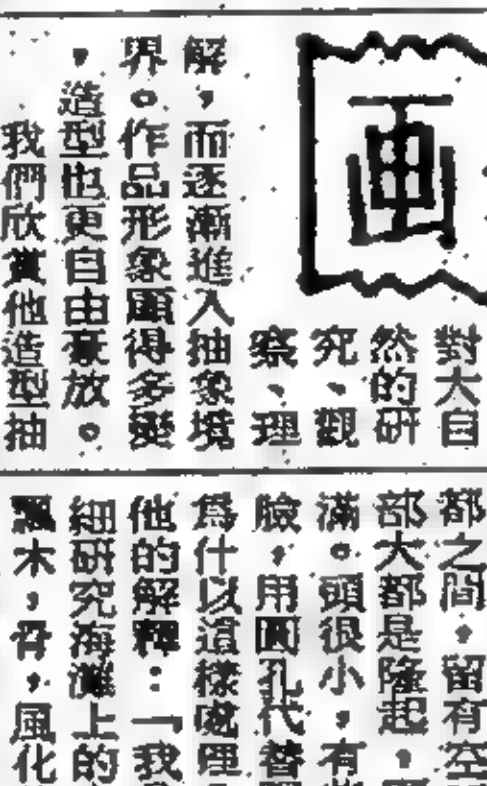 画
對大自
然的研
究、觀
察、理
解，而逐漸進入抽象境
界。作品形象顯得多變
，造型也更自由豪放。
我們欣賞他造型抽
都之間，留有空
部大都是隆起，
滿。頭很小，有些
臉，用圓孔代替
爲什以這樣處理
他的解釋：「我
細研究海灘上的
木，骨，風化